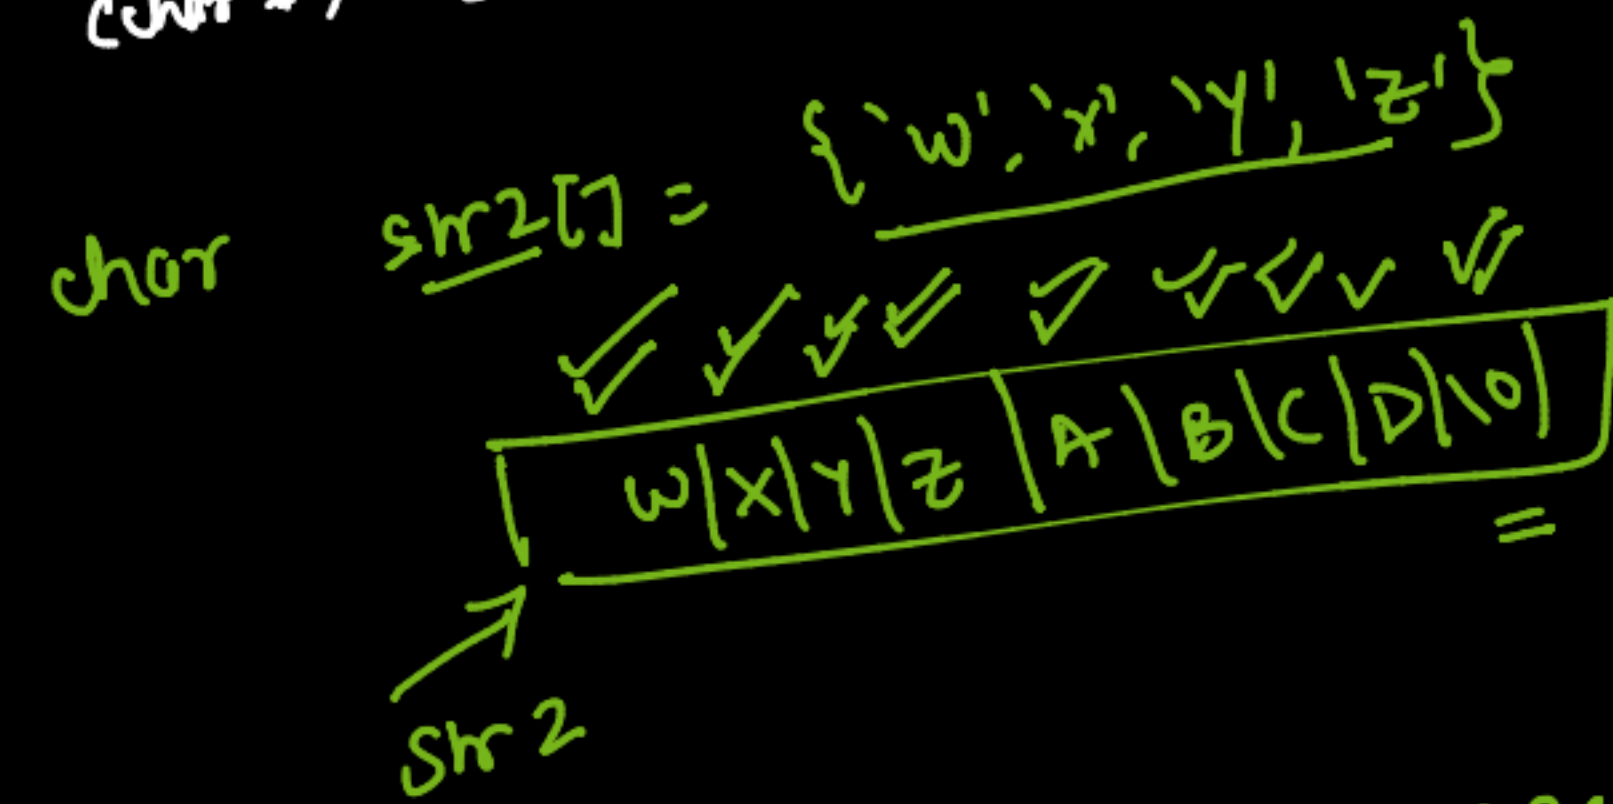 char str2[] = {'W', 'X', 'Y', 'Z'}
W|X|Y|Z|A|B|C|D|\0|
str2